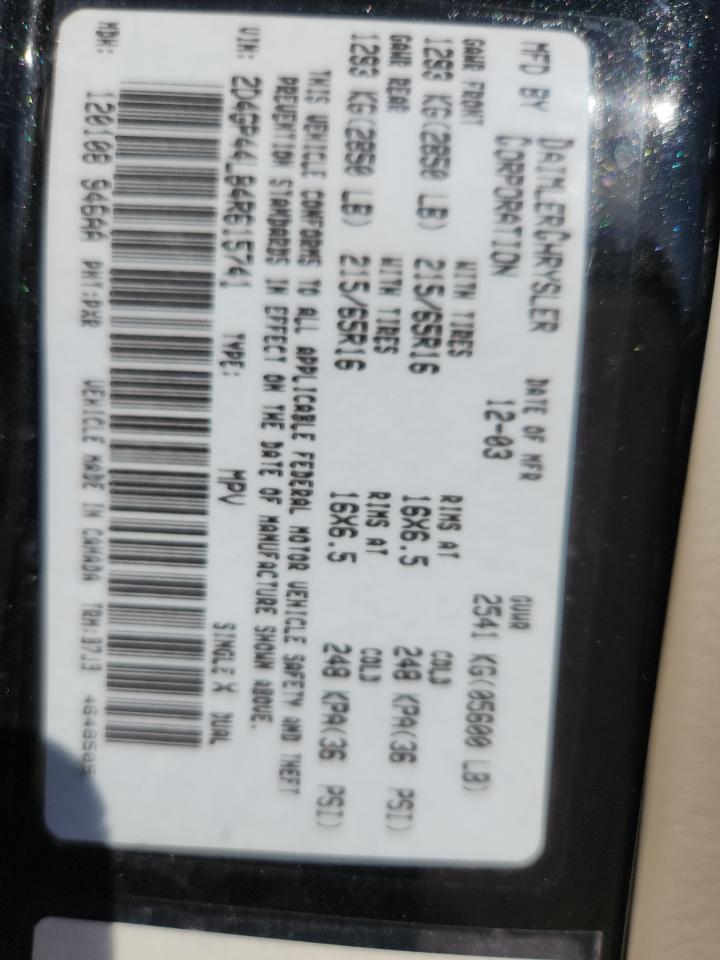 MFD BY DAIMLERCHRYSLER CORPORATION
DATE OF MFR 12-03
GVWR 2541 KG(05600 LB)
GAWR FRONT WITH TIRES RIMS AT COLD
1293 KG(2850 LB) 215/65R16 16X6.5 248 KPA(36 PSI)
GAWR REAR WITH TIRES RIMS AT COLD
1293 KG(2850 LB) 215/65R16 16X6.5 248 KPA(36 PSI)
THIS VEHICLE CONFORMS TO ALL APPLICABLE FEDERAL MOTOR VEHICLE SAFETY AND THEFT
PREVENTION STANDARDS IN EFFECT ON THE DATE OF MANUFACTURE SHOWN ABOVE.
VIN: 2D4GP44L84R615741 TYPE: MPV SINGLE X DUAL
MDH: 120108 946AA PNT:PXR VEHICLE MADE IN CANADA TRM:B7J3